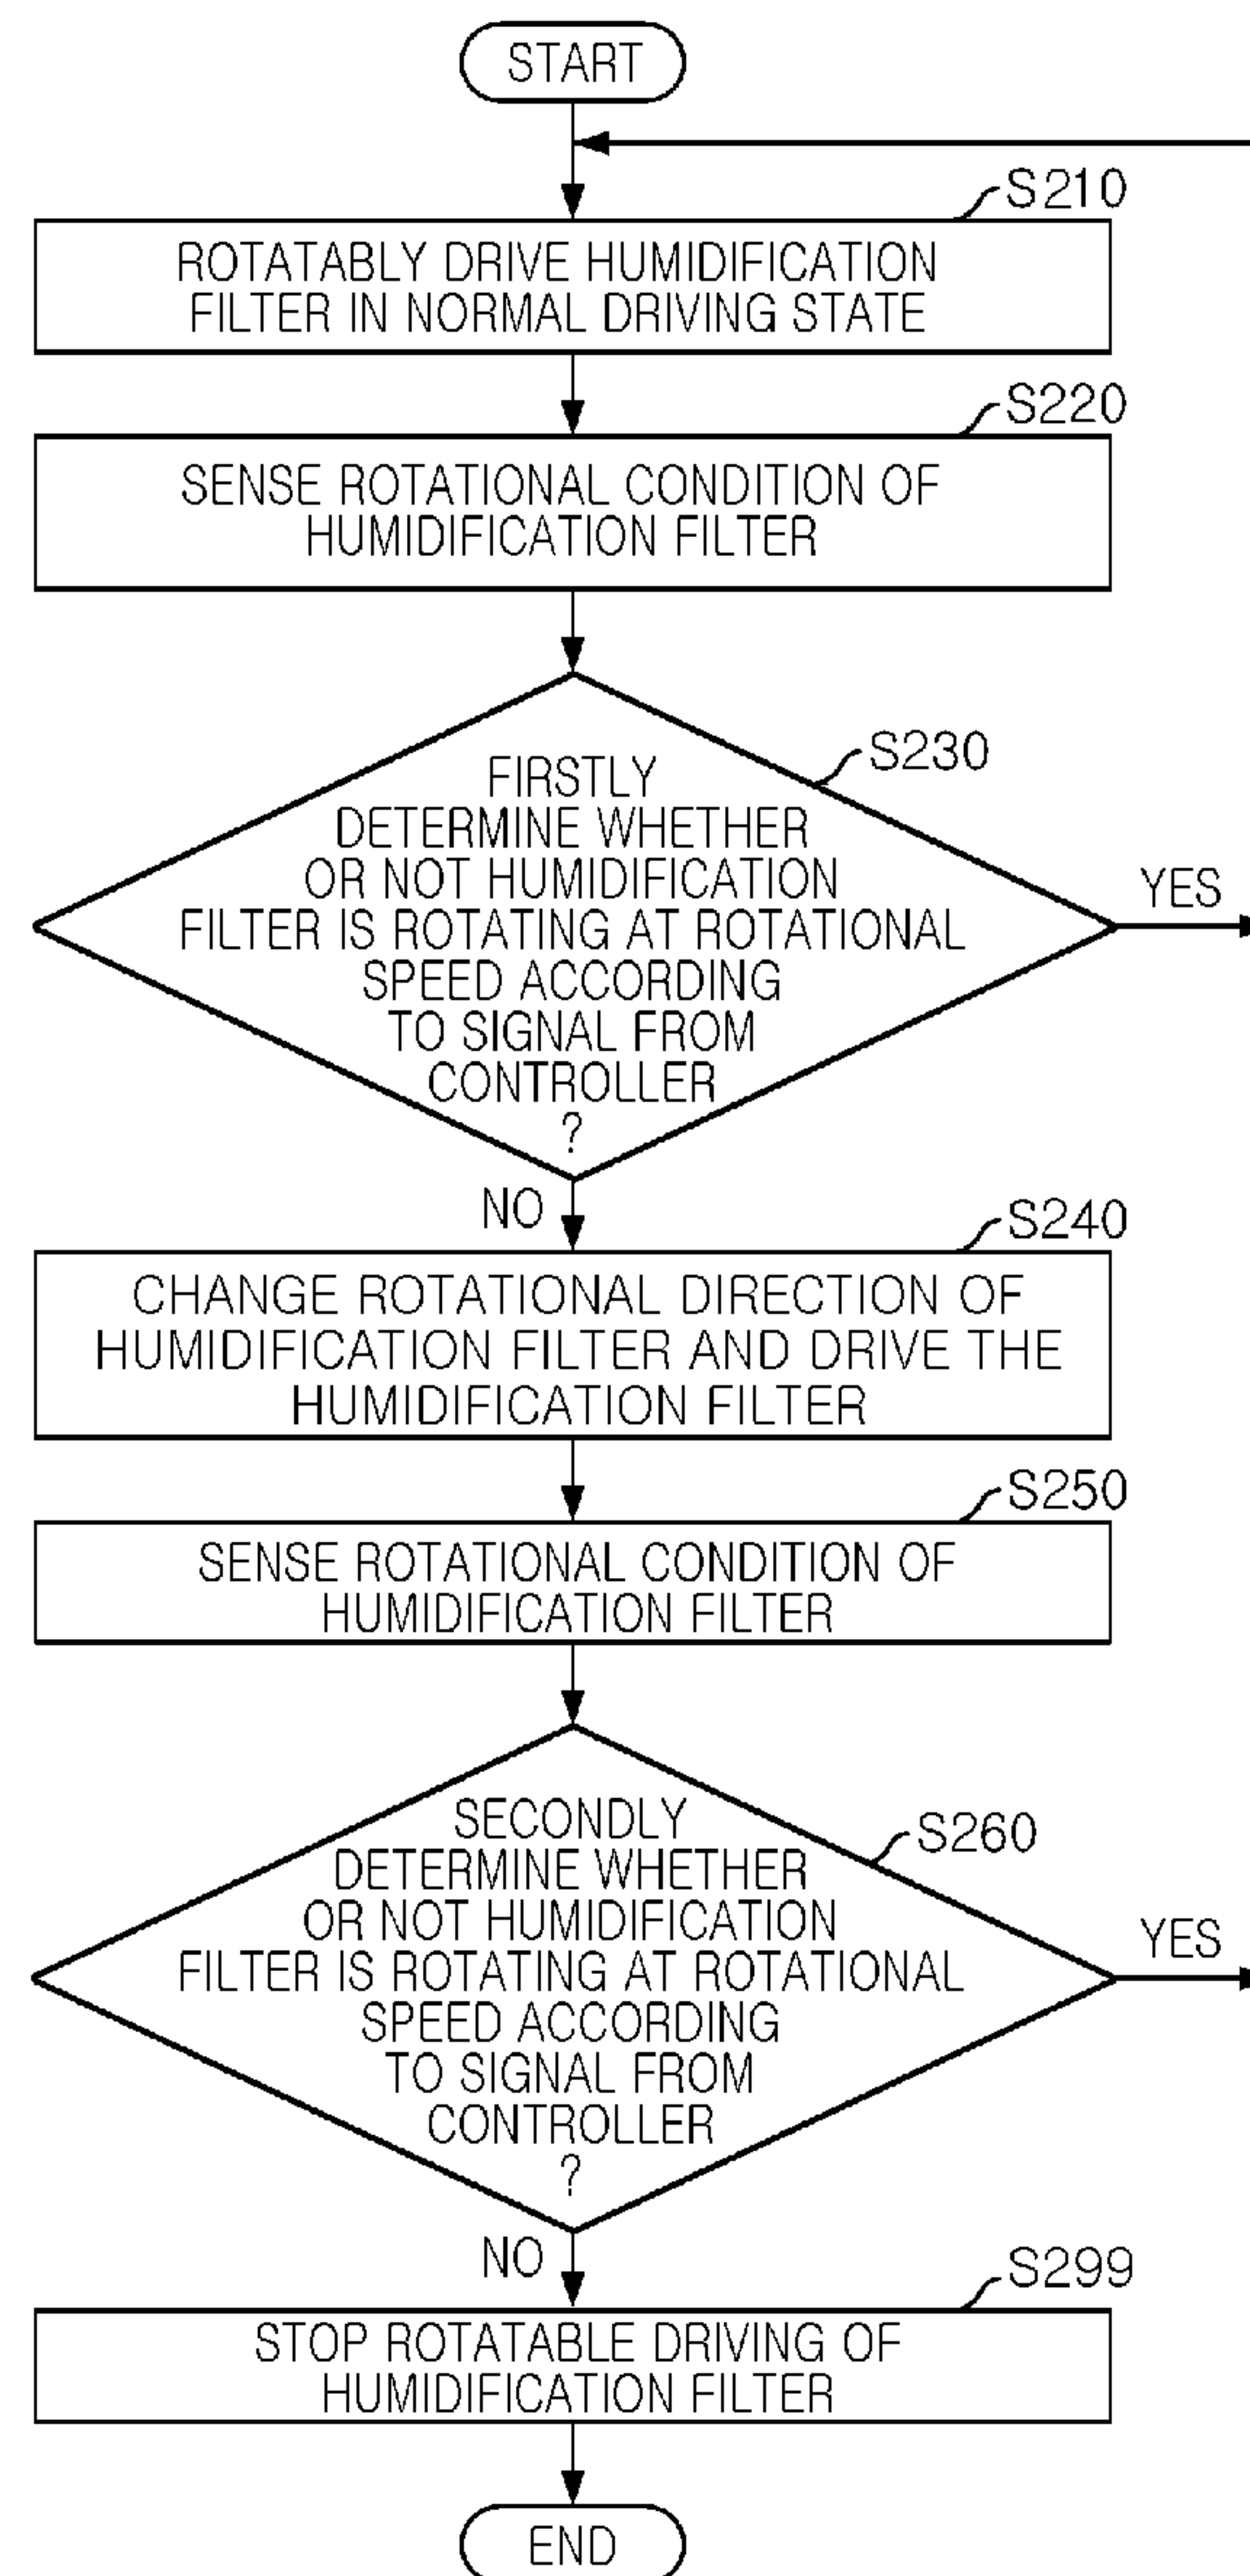 START
S210
ROTATABLY DRIVE HUMIDIFICATION
FILTER IN NORMAL DRIVING STATE
S220
SENSE ROTATIONAL CONDITION OF
HUMIDIFICATION FILTER
S230
FIRSTLY
DETERMINE WHETHER
OR NOT HUMIDIFICATION
FILTER IS ROTATING AT ROTATIONAL
SPEED ACCORDING
TO SIGNAL FROM
CONTROLLER
?
YES
NO
S240
CHANGE ROTATIONAL DIRECTION OF
HUMIDIFICATION FILTER AND DRIVE THE
HUMIDIFICATION FILTER
S250
SENSE ROTATIONAL CONDITION OF
HUMIDIFICATION FILTER
S260
SECONDLY
DETERMINE WHETHER
OR NOT HUMIDIFICATION
FILTER IS ROTATING AT ROTATIONAL
SPEED ACCORDING
TO SIGNAL FROM
CONTROLLER
?
YES
NO
S299
STOP ROTATABLE DRIVING OF
HUMIDIFICATION FILTER
END